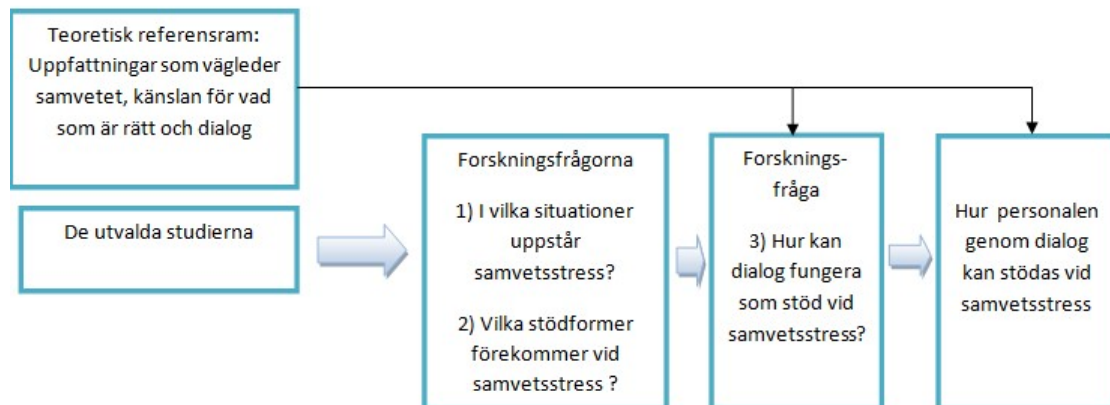 Teoretisk referensram:
Uppfattningar som vägleder
samvetet, känslan för vad
som är rätt och dialog
De utvalda studierna
Forskningsfrågorna
1) I vilka situationer
uppstår
samvetsstress?
2) Vilka stödformer
förekommer vid
samvetsstress ?
Forsknings-
fråga
3) Hur kan
dialog fungera
som stöd vid
samvetsstress?
Hur personalen
genom dialog
kan stödas vid
samvetsstress